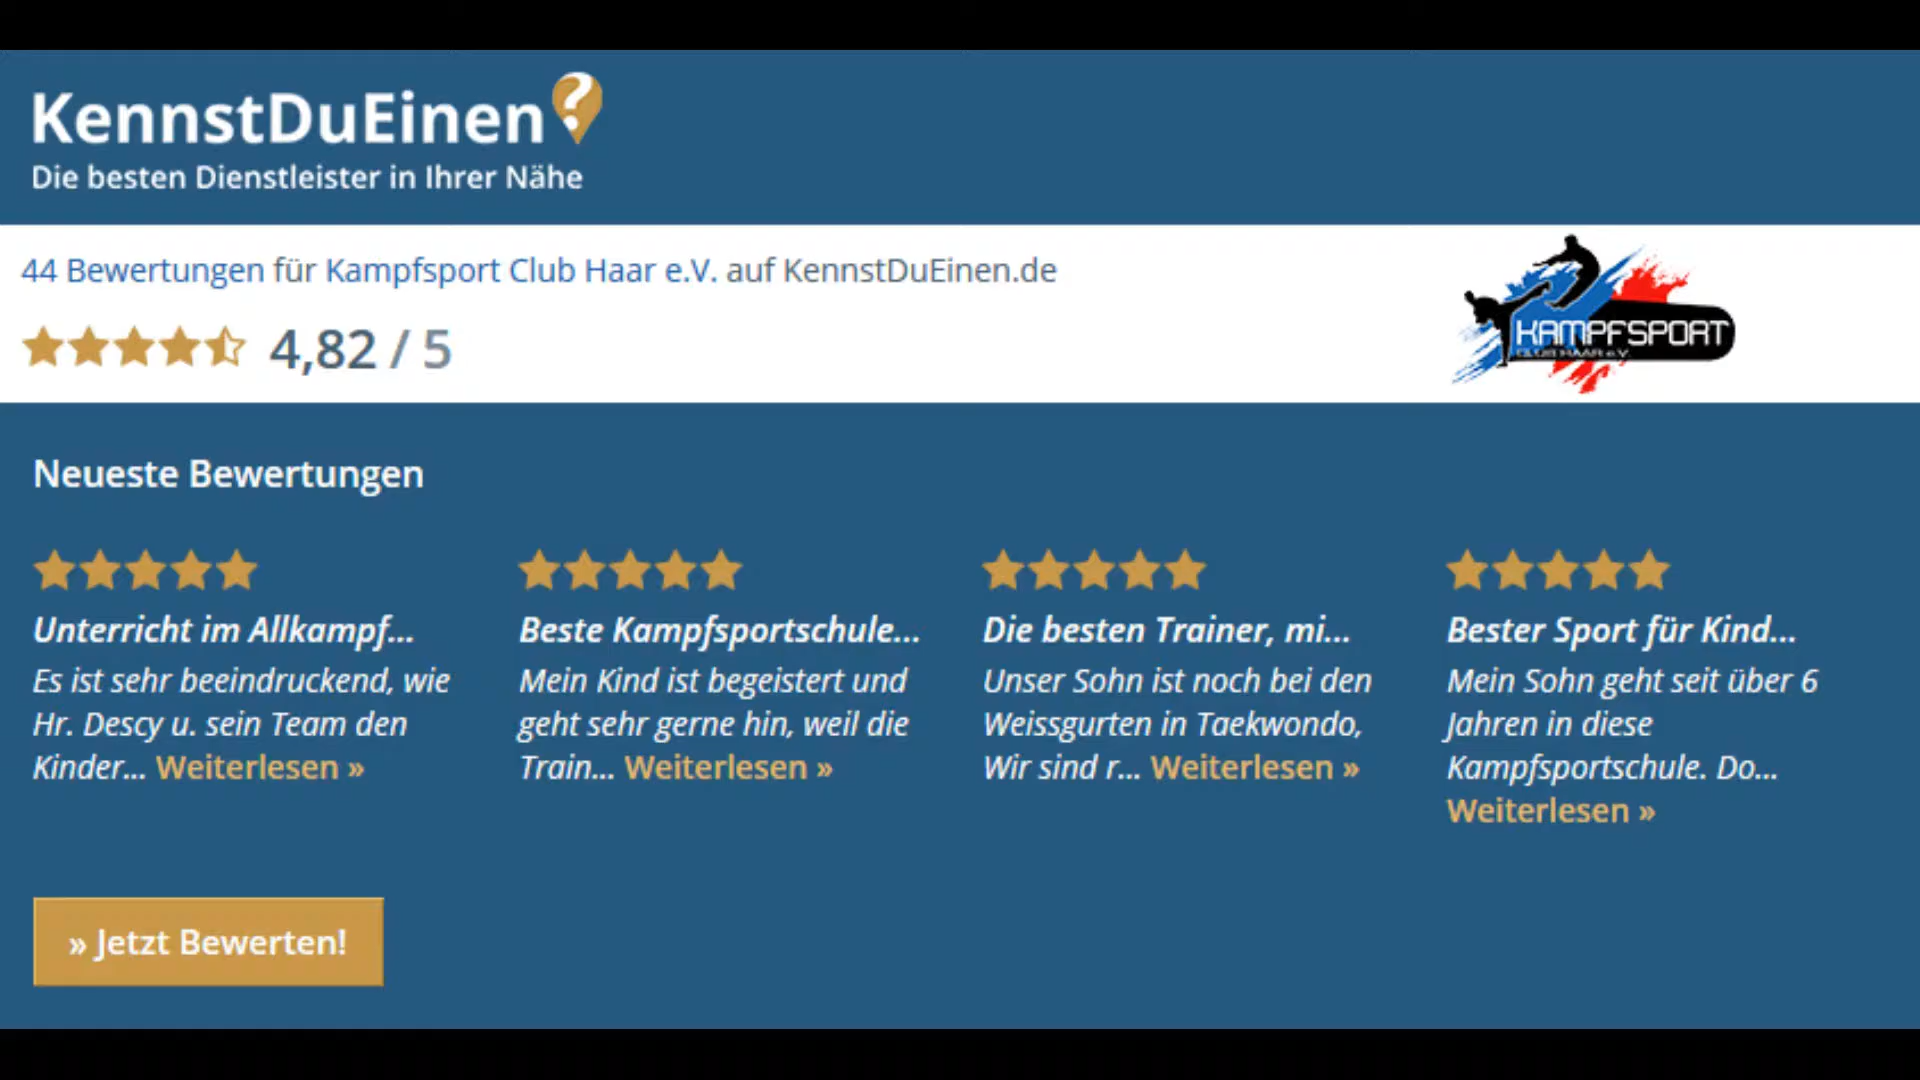 KennstDuEinen?
Die besten Dienstleister in Ihrer Nähe
44 Bewertungen für Kampfsport Club Haar e.V. auf KennstDuEinen.de
4,82 / 5
KAMPFSPORT
CLUB HAAR e.V.
Neueste Bewertungen
Unterricht im Allkampf...
Es ist sehr beeindruckend, wie
Hr. Descy u. sein Team den
Kinder... Weiterlesen »
Beste Kampfsportschule...
Mein Kind ist begeistert und
geht sehr gerne hin, weil die
Train... Weiterlesen »
Die besten Trainer, mi...
Unser Sohn ist noch bei den
Weissgurten in Taekwondo,
Wir sind r... Weiterlesen »
Bester Sport für Kind...
Mein Sohn geht seit über 6
Jahren in diese
Kampfsportschule. Do...
Weiterlesen »
» Jetzt Bewerten!